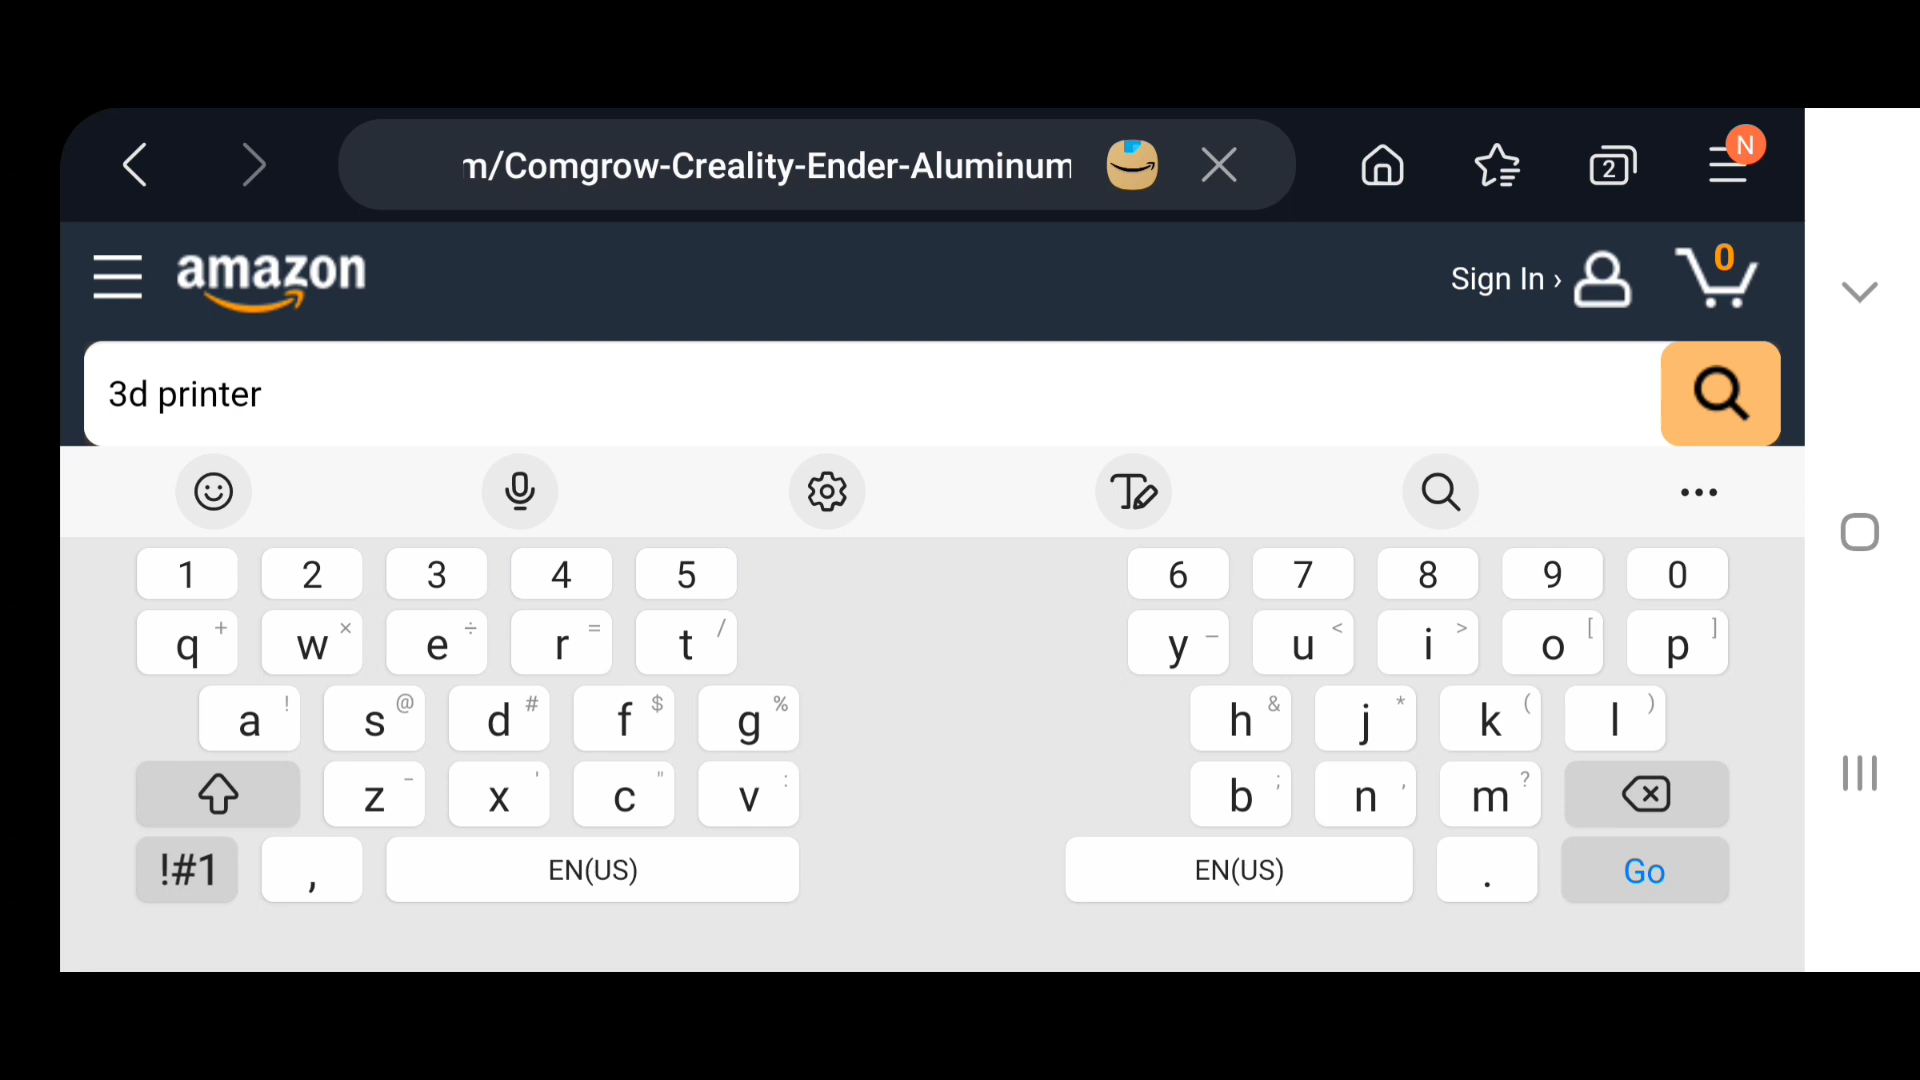 m/Comgrow-Creality-Ender-Aluminum
2
N
amazon
Sign In ›
0
3d printer
1 2 3 4 5 6 7 8 9 0
q + w × e ÷ r = t / y _ u < i > o [ p ]
a ! s @ d # f $ g % h & j * k ( l )
z - x ' c " v : b ; n , m ?
!#1 , EN(US) EN(US) . Go